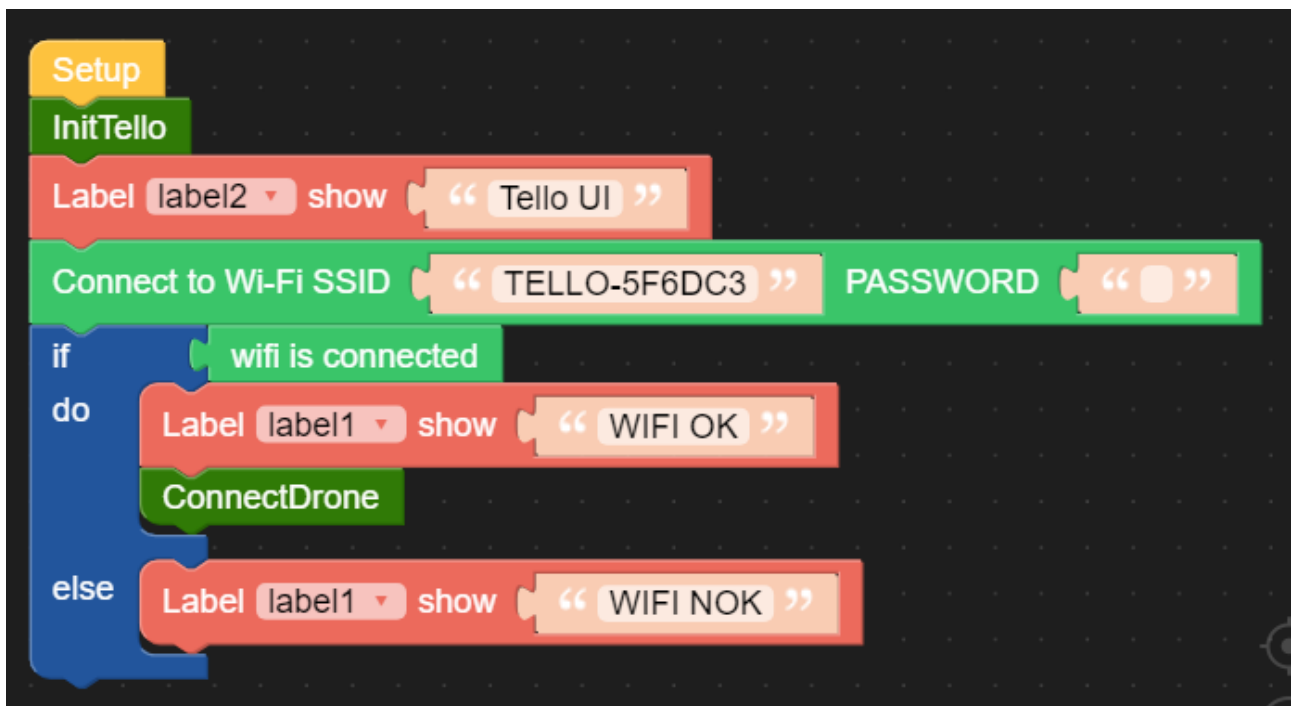 Setup
InitTello
Label label2 show “ Tello UI ”
Connect to Wi-Fi SSID “ TELLO-5F6DC3 ” PASSWORD “ ”
if wifi is connected
do Label label1 show “ WIFI OK ”
ConnectDrone
else Label label1 show “ WIFI NOK ”